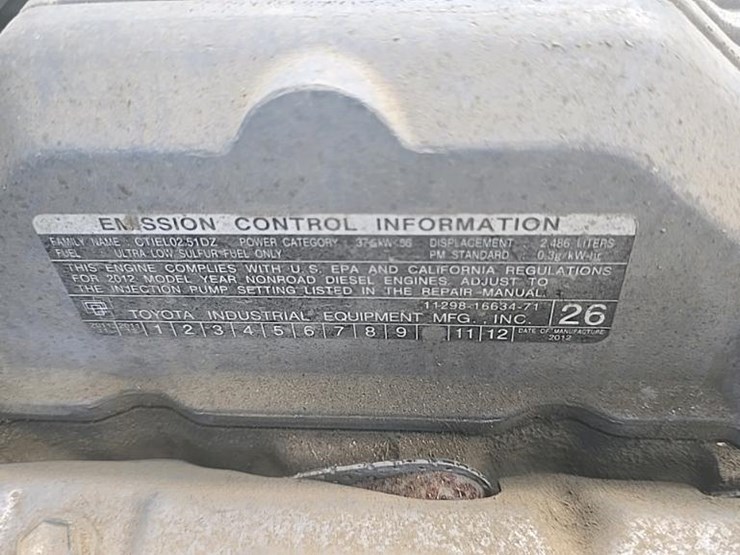 EMISSION CONTROL INFORMATION
FAMILY NAME CTIEL02.51DZ POWER CATEGORY 37≤kW<56 DISPLACEMENT 2.486 LITERS
FUEL ULTRA LOW SULFUR FUEL ONLY PM STANDARD 0.3g/kW-hr
THIS ENGINE COMPLIES WITH U.S. EPA AND CALIFORNIA REGULATIONS
FOR 2012 MODEL YEAR NONROAD DIESEL ENGINES. ADJUST TO
THE INJECTION PUMP SETTING LISTED IN THE REPAIR MANUAL.
11298-16634-71
TOYOTA INDUSTRIAL EQUIPMENT MFG., INC. 26
1 2 3 4 5 6 7 8 9 11 12 DATE OF MANUFACTURE
2012